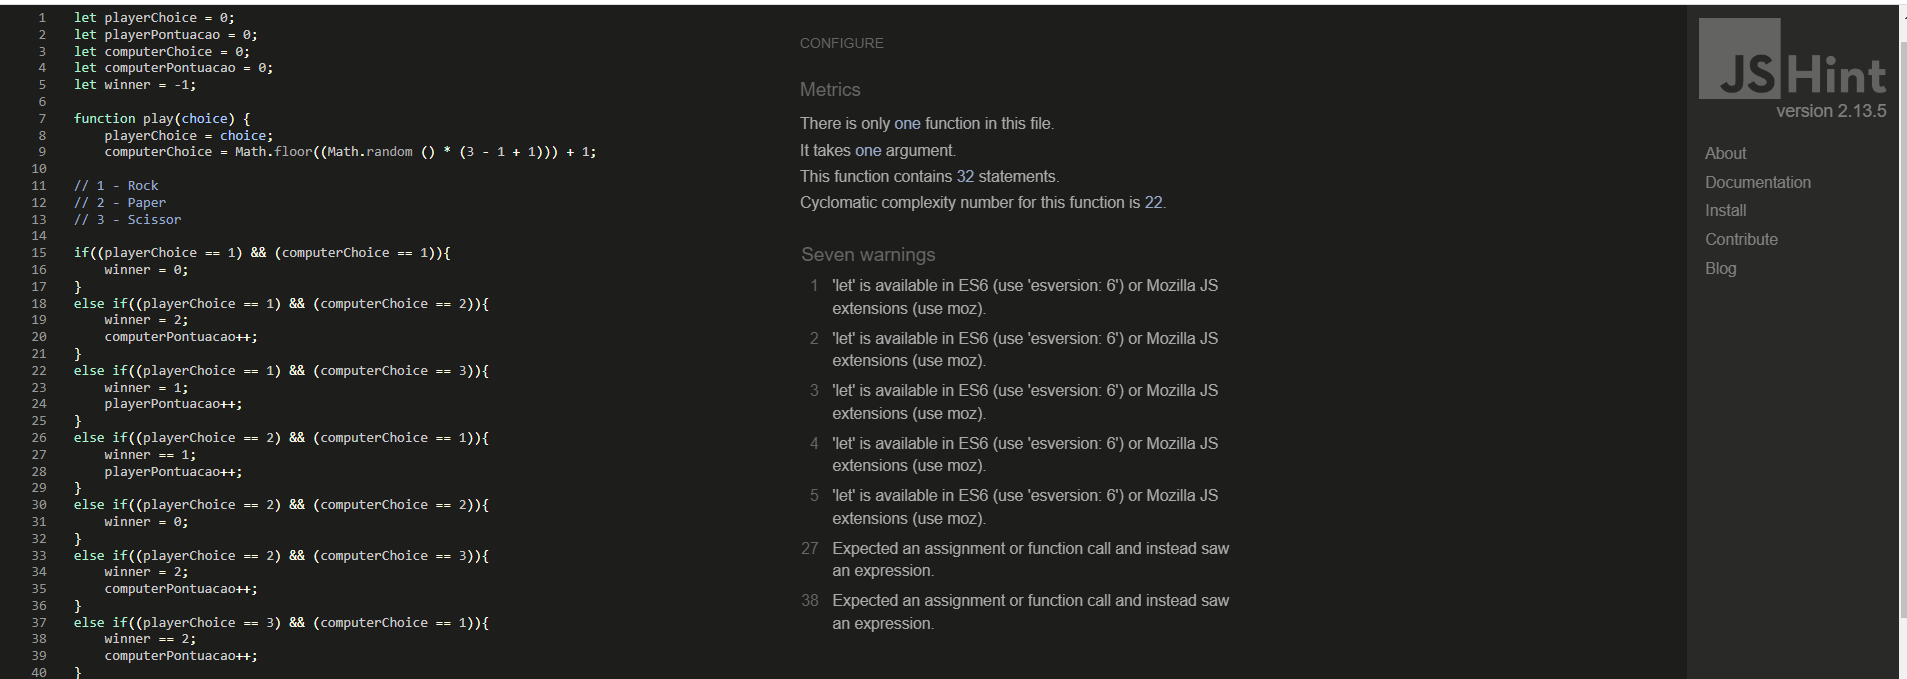 1 let playerChoice = 0;
2 let playerPontuacao = 0;
3 let computerChoice = 0;
4 let computerPontuacao = 0;
5 let winner = -1;
6
7 function play(choice) {
8 playerChoice = choice;
9 computerChoice = Math.floor((Math.random () * (3 - 1 + 1))) + 1;
10
11 // 1 - Rock
12 // 2 - Paper
13 // 3 - Scissor
14
15 if((playerChoice == 1) && (computerChoice == 1)){
16 winner = 0;
17 }
18 else if((playerChoice == 1) && (computerChoice == 2)){
19 winner = 2;
20 computerPontuacao++;
21 }
22 else if((playerChoice == 1) && (computerChoice == 3)){
23 winner = 1;
24 playerPontuacao++;
25 }
26 else if((playerChoice == 2) && (computerChoice == 1)){
27 winner == 1;
28 playerPontuacao++;
29 }
30 else if((playerChoice == 2) && (computerChoice == 2)){
31 winner = 0;
32 }
33 else if((playerChoice == 2) && (computerChoice == 3)){
34 winner = 2;
35 computerPontuacao++;
36 }
37 else if((playerChoice == 3) && (computerChoice == 1)){
38 winner == 2;
39 computerPontuacao++;
40 }
CONFIGURE
Metrics
There is only one function in this file.
It takes one argument.
This function contains 32 statements.
Cyclomatic complexity number for this function is 22.
Seven warnings
1 'let' is available in ES6 (use 'esversion: 6') or Mozilla JS
extensions (use moz).
2 'let' is available in ES6 (use 'esversion: 6') or Mozilla JS
extensions (use moz).
3 'let' is available in ES6 (use 'esversion: 6') or Mozilla JS
extensions (use moz).
4 'let' is available in ES6 (use 'esversion: 6') or Mozilla JS
extensions (use moz).
5 'let' is available in ES6 (use 'esversion: 6') or Mozilla JS
extensions (use moz).
27 Expected an assignment or function call and instead saw
an expression.
38 Expected an assignment or function call and instead saw
an expression.
JSHint
version 2.13.5
About
Documentation
Install
Contribute
Blog